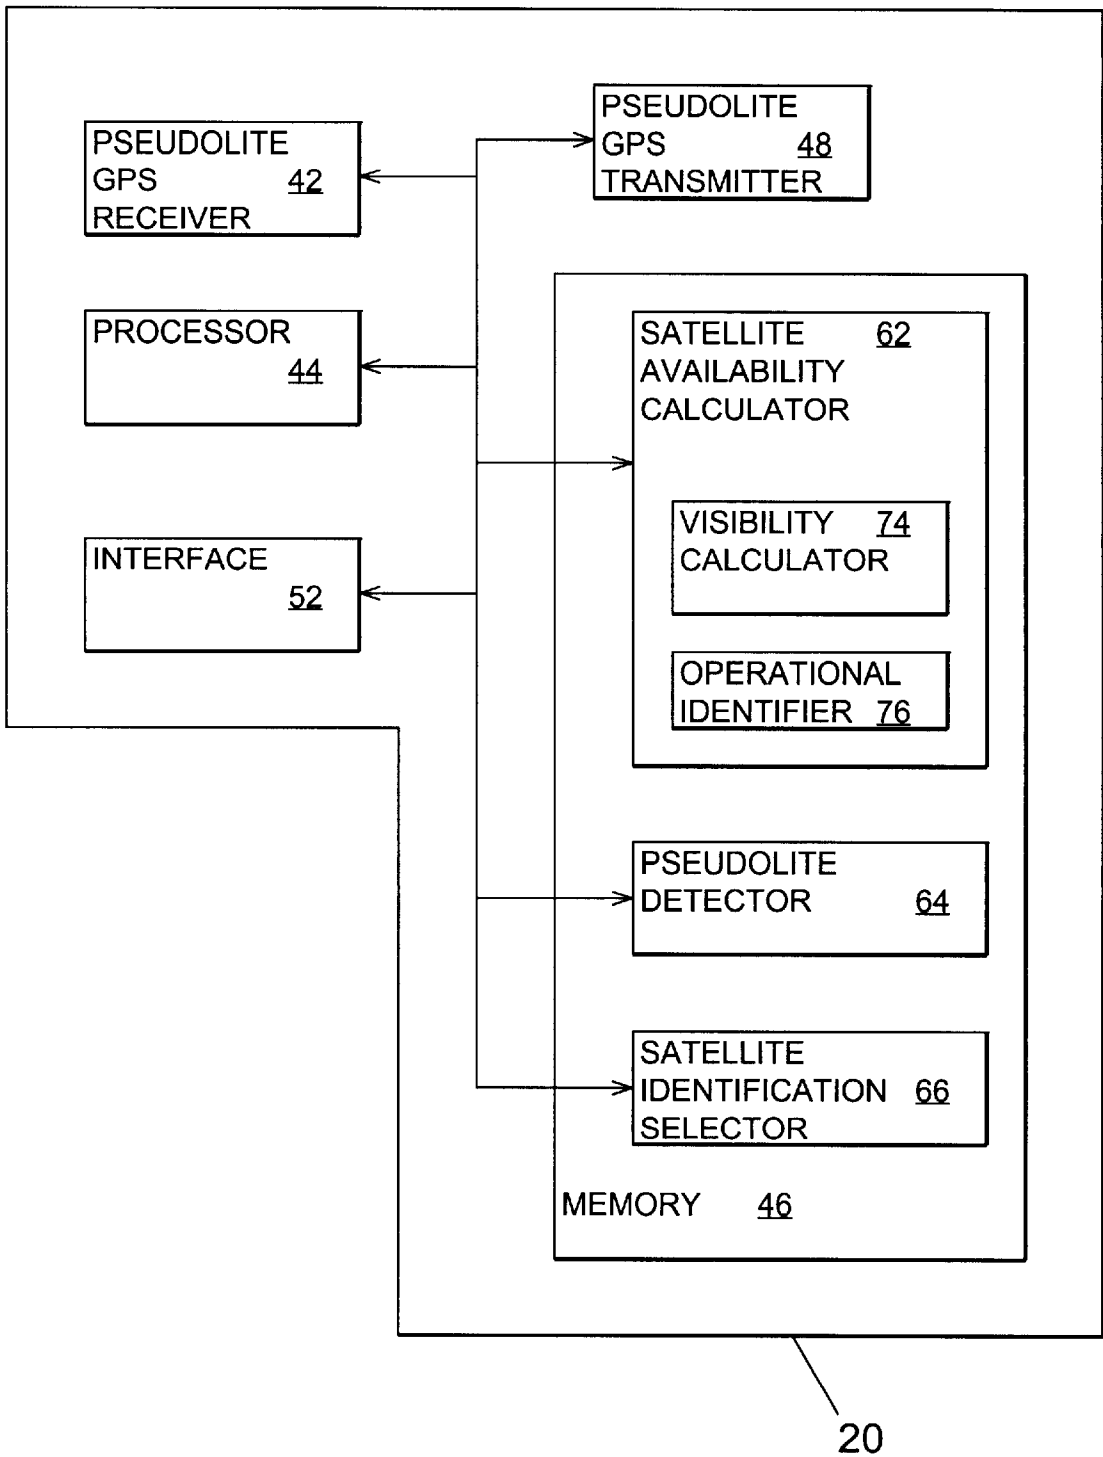 PSEUDOLITE
GPS 48
TRANSMITTER
PSEUDOLITE
GPS 42
RECEIVER
PROCESSOR
44
INTERFACE
52
SATELLITE 62
AVAILABILITY
CALCULATOR
VISIBILITY 74
CALCULATOR
OPERATIONAL
IDENTIFIER 76
PSEUDOLITE
DETECTOR 64
SATELLITE
IDENTIFICATION 66
SELECTOR
MEMORY 46
20